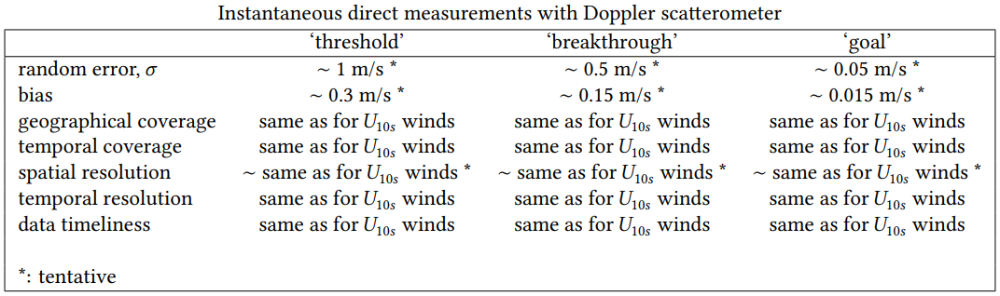 Instantaneous direct measurements with Doppler scatterometer
‘threshold’ ‘breakthrough’ ‘goal’
random error, σ ~ 1 m/s * ~ 0.5 m/s * ~ 0.05 m/s *
bias ~ 0.3 m/s * ~ 0.15 m/s * ~ 0.015 m/s *
geographical coverage same as for U10s winds same as for U10s winds same as for U10s winds
temporal coverage same as for U10s winds same as for U10s winds same as for U10s winds
spatial resolution ~ same as for U10s winds * ~ same as for U10s winds * ~ same as for U10s winds *
temporal resolution same as for U10s winds same as for U10s winds same as for U10s winds
data timeliness same as for U10s winds same as for U10s winds same as for U10s winds
*: tentative